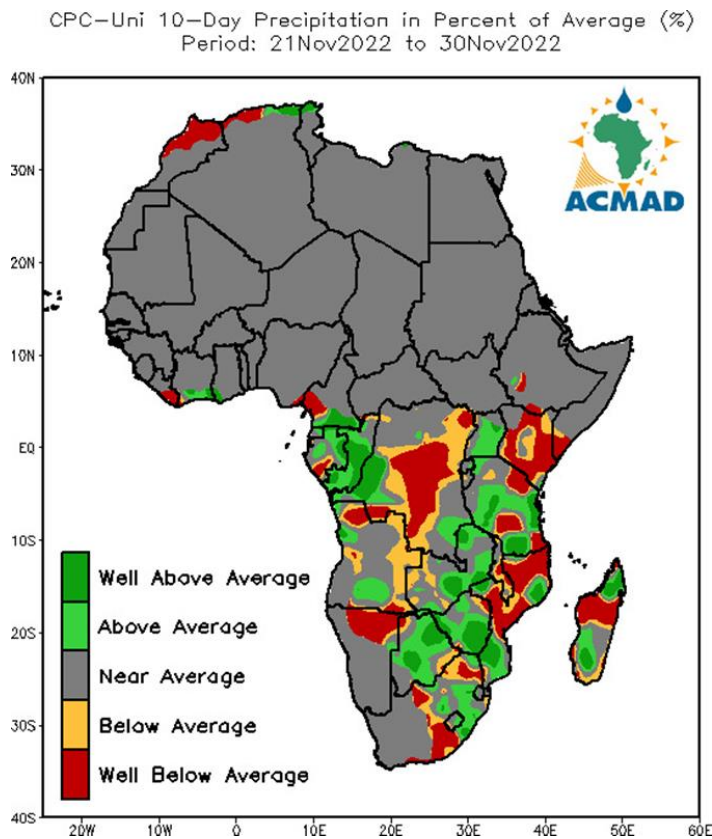 CPC-Uni 10-Day Precipitation in Percent of Average (%)
Period: 21Nov2022 to 30Nov2022
40N
30N
20N
10N
EQ
10S
20S
30S
40S
ACMAD
Well Above Average
Above Average
Near Average
Below Average
Well Below Average
20W
10W
0
10E
20E
30E
40E
50E
60E